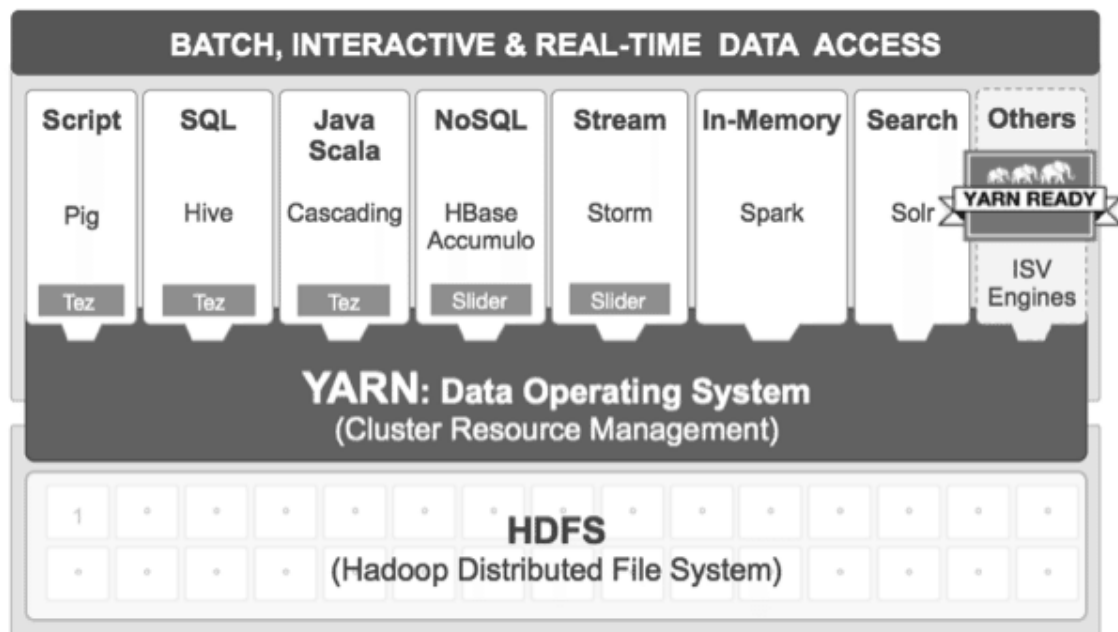 BATCH, INTERACTIVE & REAL-TIME DATA ACCESS
Script
Pig
Tez
SQL
Hive
Tez
Java
Scala
Cascading
Tez
NoSQL
HBase
Accumulo
Slider
Stream
Storm
Slider
In-Memory
Spark
Search
Solr
Others
YARN READY
ISV
Engines
YARN: Data Operating System
(Cluster Resource Management)
1
HDFS
(Hadoop Distributed File System)